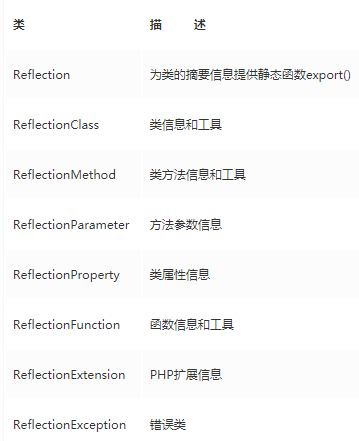 类 描 述
Reflection 为类的摘要信息提供静态函数export()
ReflectionClass 类信息和工具
ReflectionMethod 类方法信息和工具
ReflectionParameter 方法参数信息
ReflectionProperty 类属性信息
ReflectionFunction 函数信息和工具
ReflectionExtension PHP扩展信息
ReflectionException 错误类